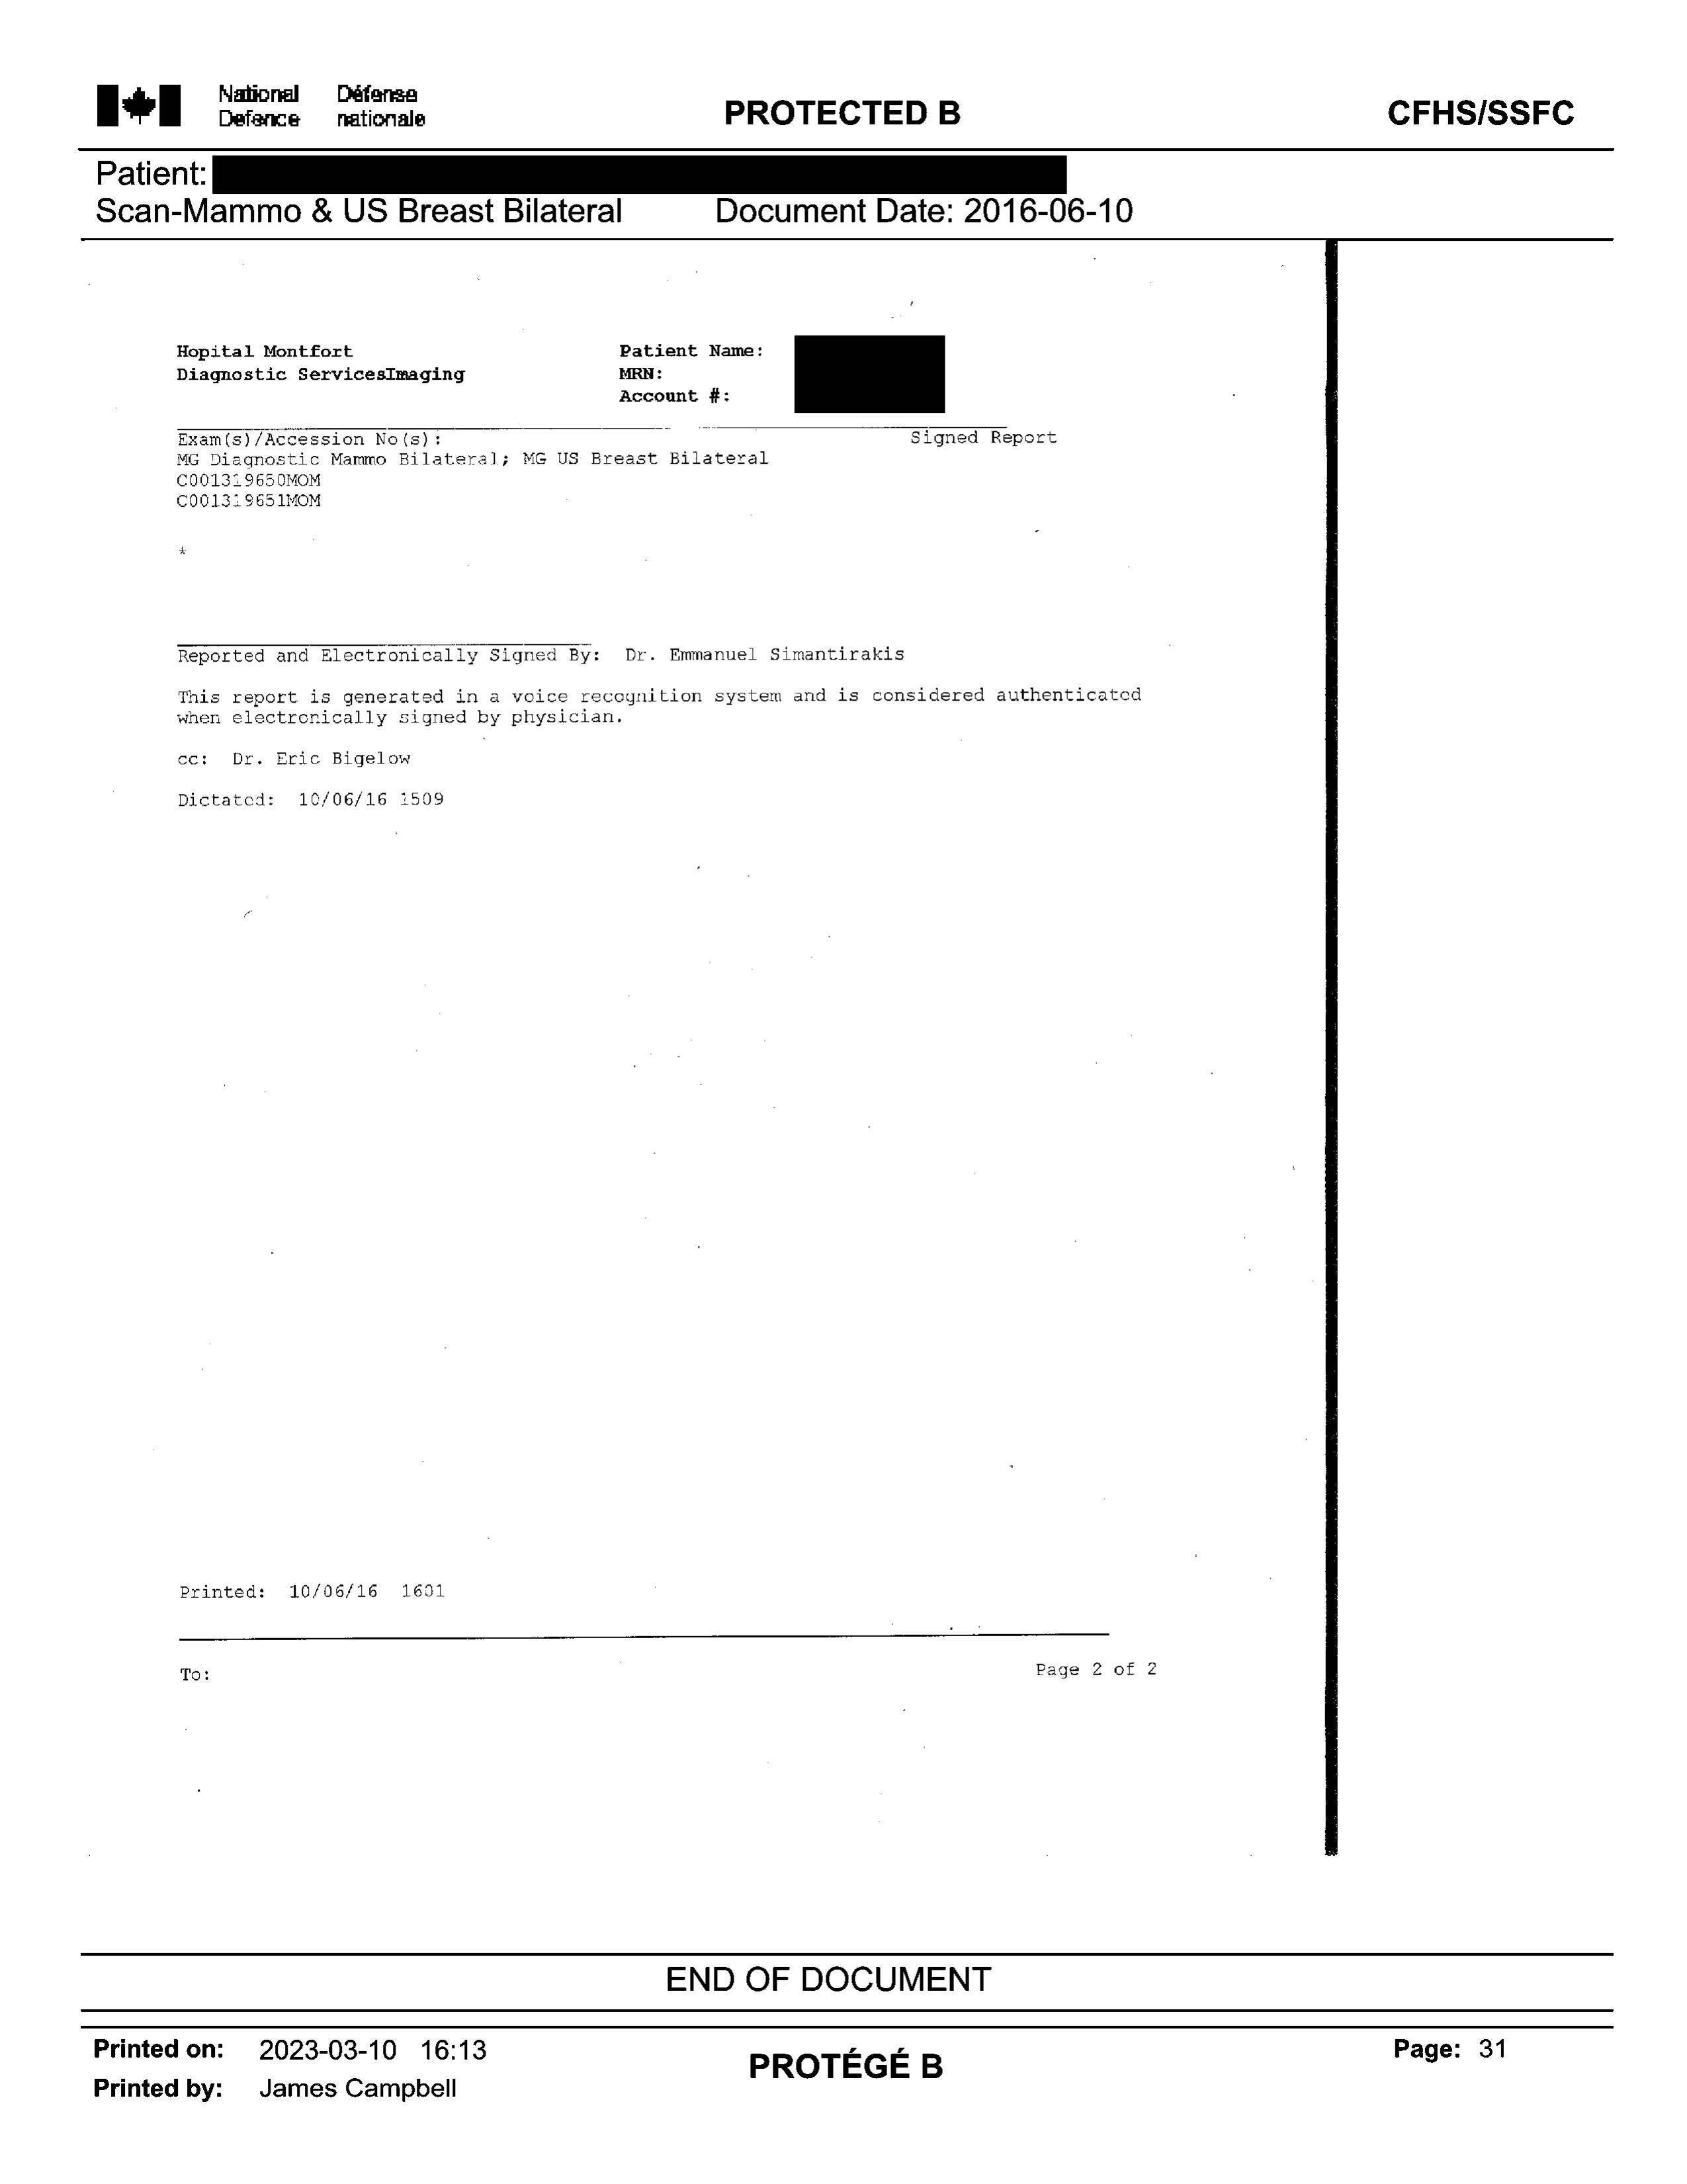 National Défense
Defence nationale
PROTECTED B
CFHS/SSFC
Patient:
Scan-Mammo & US Breast Bilateral Document Date: 2016-06-10
Hopital Montfort Patient Name:
Diagnostic ServicesImaging MRN:
Account #:
Exam(s)/Accession No(s): Signed Report
MG Diagnostic Mammo Bilateral; MG US Breast Bilateral
C001319650MOM
C001319651MOM
*
Reported and Electronically Signed By: Dr. Emmanuel Simantirakis
This report is generated in a voice recognition system and is considered authenticated
when electronically signed by physician.
cc: Dr. Eric Bigelow
Dictated: 10/06/16 1509
Printed: 10/06/16 1601
To: Page 2 of 2
END OF DOCUMENT
Printed on: 2023-03-10 16:13
PROTÉGÉ B
Page: 31
Printed by: James Campbell